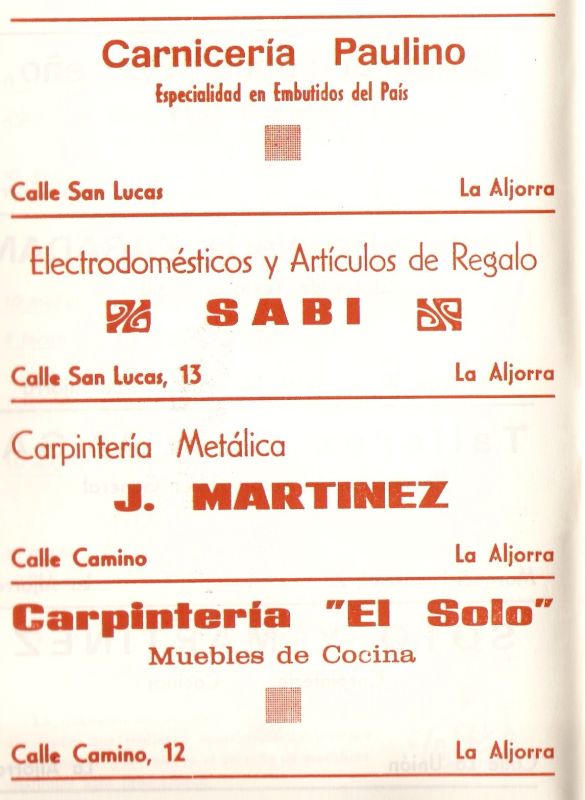 Carnicería Paulino
Especialidad en Embutidos del País
Calle San Lucas La Aljorra
Electrodomésticos y Artículos de Regalo
SABI
Calle San Lucas, 13 La Aljorra
Carpintería Metálica
J. MARTINEZ
Calle Camino La Aljorra
Carpintería "El Solo"
Muebles de Cocina
Calle Camino, 12 La Aljorra